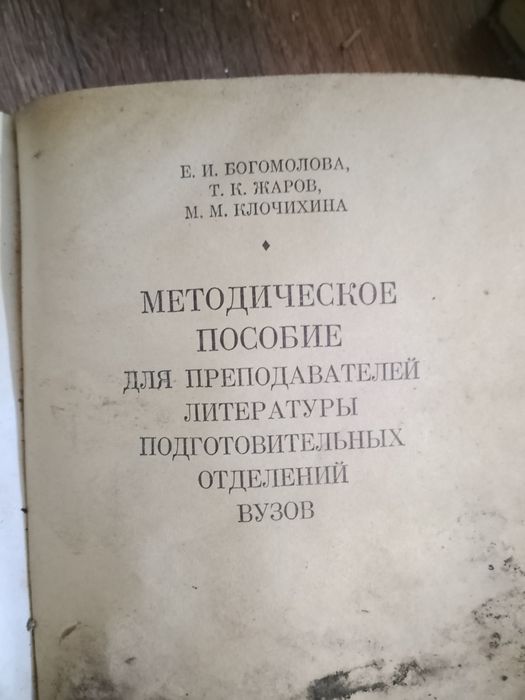 Е. И. БОГОМОЛОВА,
Т. К. ЖАРОВ,
М. М. КЛОЧИХИНА
МЕТОДИЧЕСКОЕ
ПОСОБИЕ
ДЛЯ ПРЕПОДАВАТЕЛЕЙ
ЛИТЕРАТУРЫ
ПОДГОТОВИТЕЛЬНЫХ
ОТДЕЛЕНИЙ
ВУЗОВ